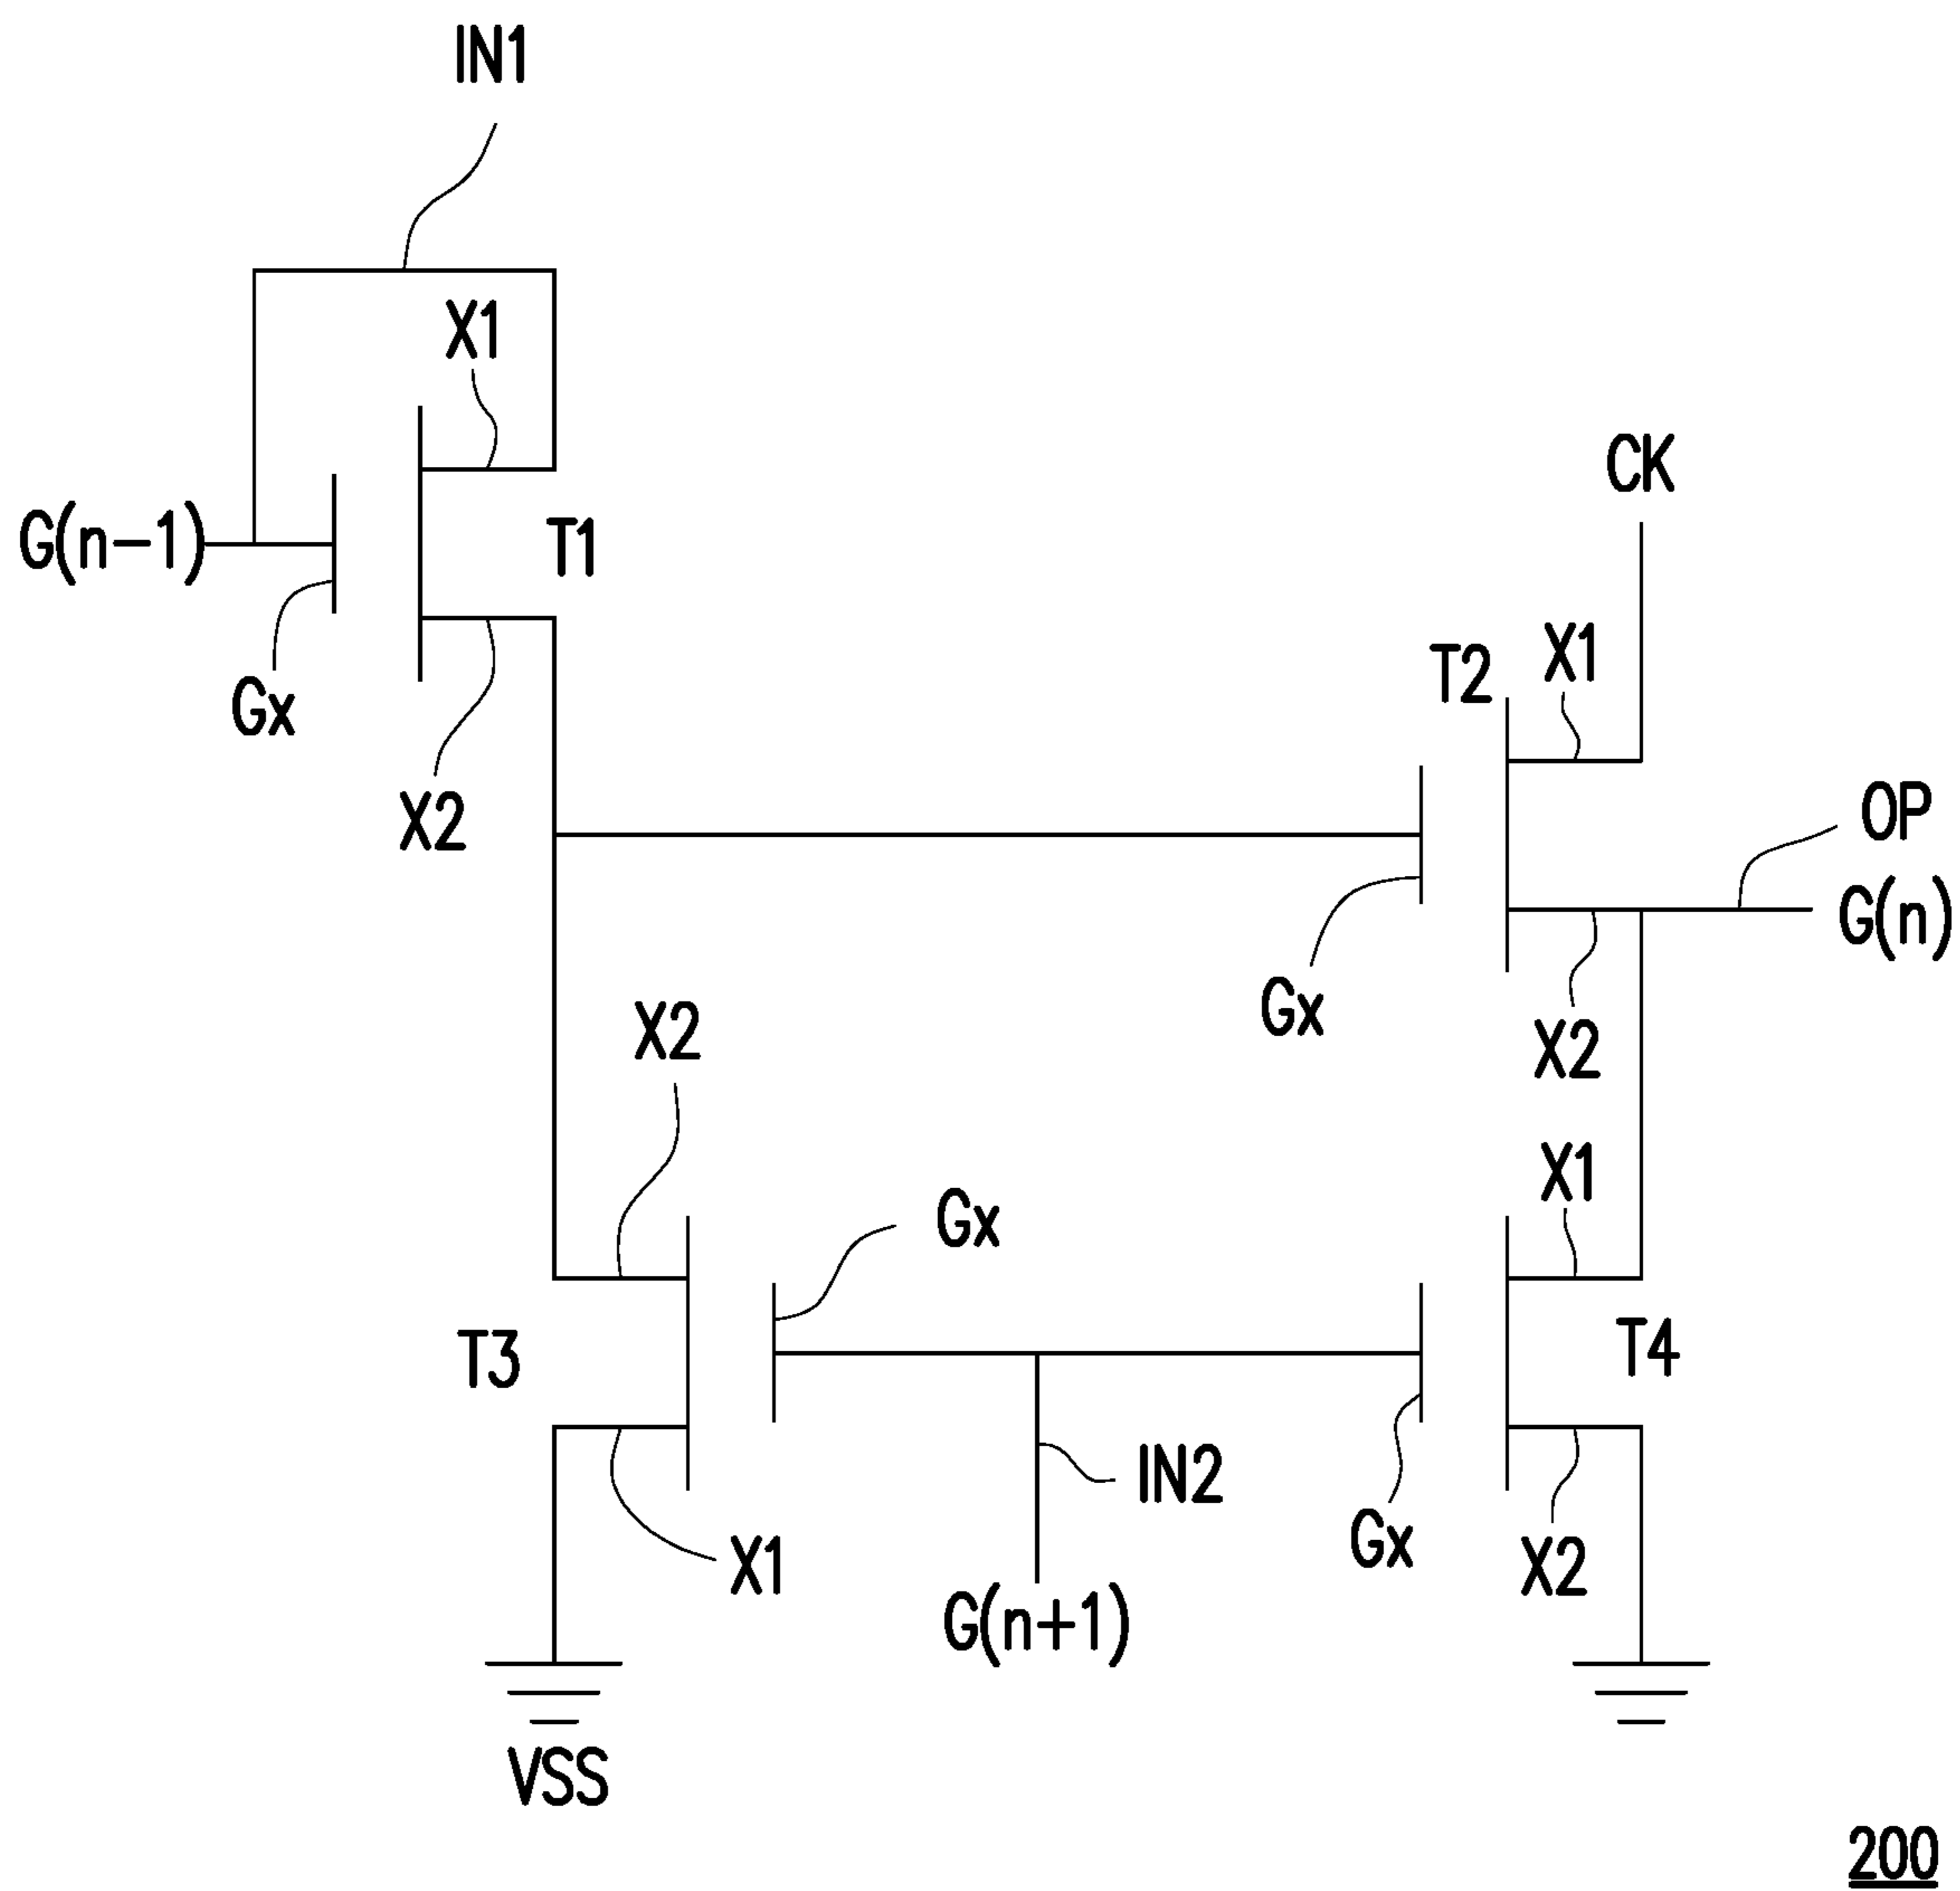 IN1
X1
G(n-1)
T1
Gx
X2
CK
T2
X1
OP
G(n)
Gx
X2
X2
X1
Gx
T3
T4
IN2
Gx
X1
X2
G(n+1)
VSS
200